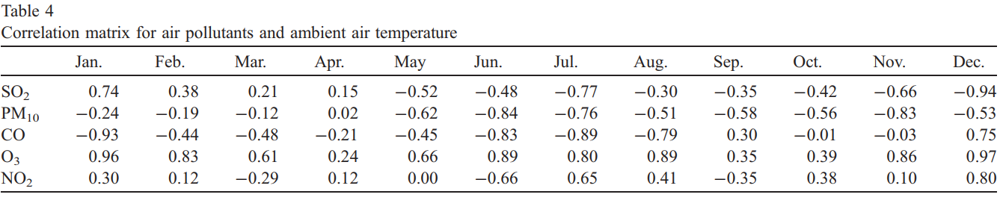 Table 4
Correlation matrix for air pollutants and ambient air temperature
Jan. Feb. Mar. Apr. May Jun. Jul. Aug. Sep. Oct. Nov. Dec.
SO₂ 0.74 0.38 0.21 0.15 −0.52 −0.48 −0.77 −0.30 −0.35 −0.42 −0.66 −0.94
PM₁₀ −0.24 −0.19 −0.12 0.02 −0.62 −0.84 −0.76 −0.51 −0.58 −0.56 −0.83 −0.53
CO −0.93 −0.44 −0.48 −0.21 −0.45 −0.83 −0.89 −0.79 0.30 −0.01 −0.03 0.75
O₃ 0.96 0.83 0.61 0.24 0.66 0.89 0.80 0.89 0.35 0.39 0.86 0.97
NO₂ 0.30 0.12 −0.29 0.12 0.00 −0.66 0.65 0.41 −0.35 0.38 0.10 0.80